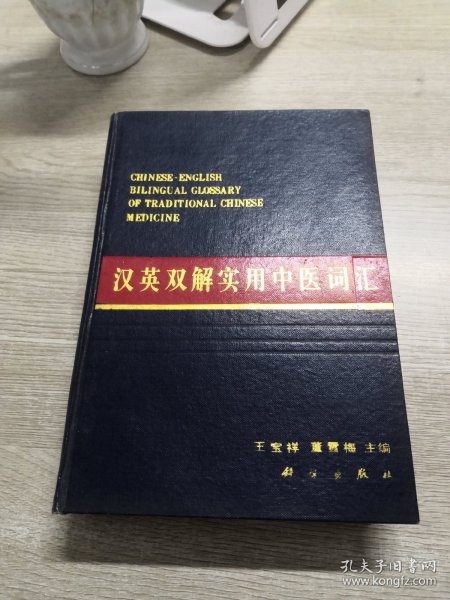 CHINESE-ENGLISH
BILINGUAL GLOSSARY
OF TRADITIONAL CHINESE
MEDICINE
汉英双解实用中医词汇
王宝祥 董雪梅 主编
科学出版社
孔夫子旧书网
www.kongfz.com